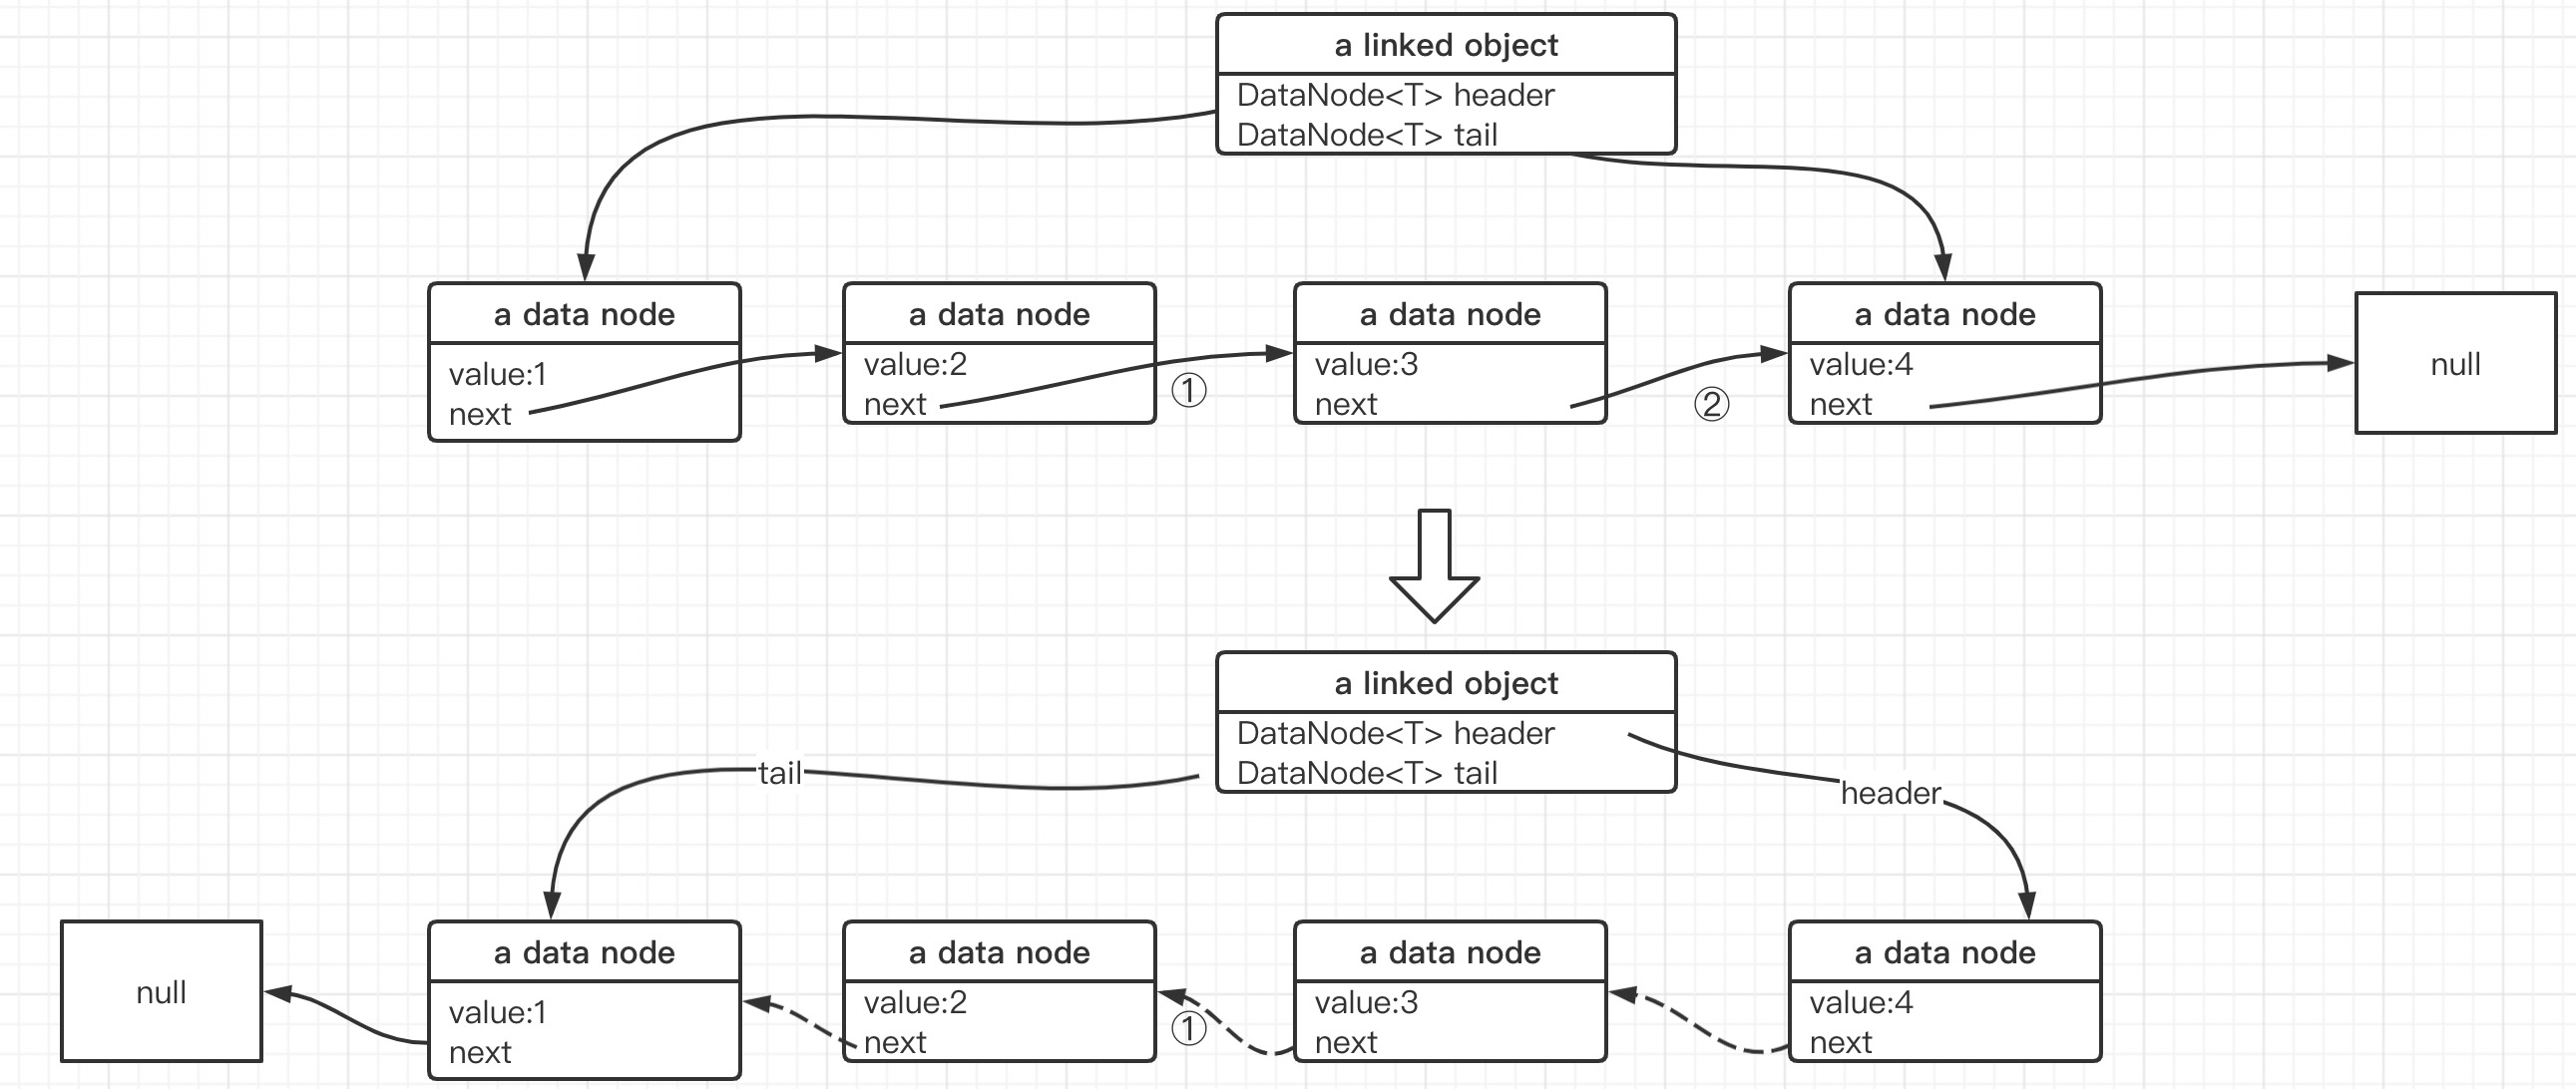 a linked object
DataNode<T> header
DataNode<T> tail
a data node
value:1
next
a data node
value:2
next
①
a data node
value:3
next
②
a data node
value:4
next
null
a linked object
DataNode<T> header
DataNode<T> tail
tail
header
null
a data node
value:1
next
a data node
value:2
next
①
a data node
value:3
next
a data node
value:4
next